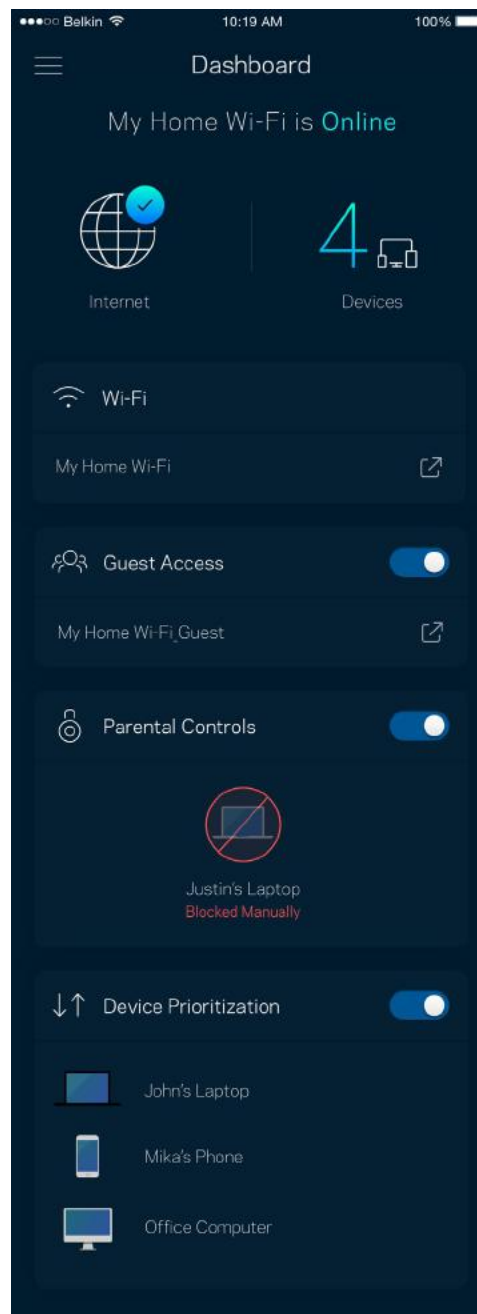 Belkin 10:19 AM 100%
Dashboard
My Home Wi-Fi is Online
4
Internet Devices
Wi-Fi
My Home Wi-Fi
Guest Access
My Home Wi-Fi_Guest
Parental Controls
Justin's Laptop
Blocked Manually
Device Prioritization
John's Laptop
Mika's Phone
Office Computer